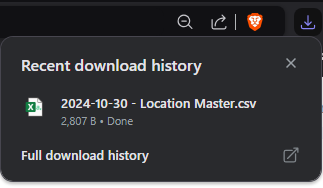 Recent download history
2024-10-30 - Location Master.csv
2,807 B • Done
Full download history